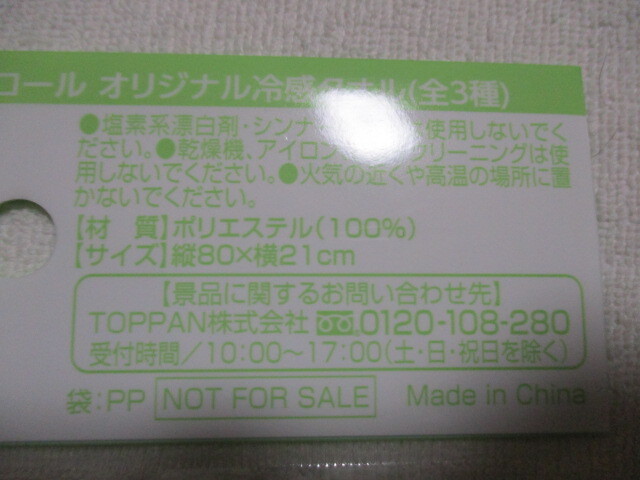 コール オリジナル冷感タオル(全3種)
●塩素系漂白剤・シンナ 使用しないでく
ださい。●乾燥機、アイロン クリーニングは使
用しないでください。●火気の近くや高温の場所に置
かないでください。
【材 質】ポリエステル(100%)
【サイズ】縦80×横21cm
【景品に関するお問い合わせ先】
TOPPAN株式会社 0120-108-280
受付時間/10:00～17:00(土・日・祝日を除く)
袋:PP NOT FOR SALE Made in China